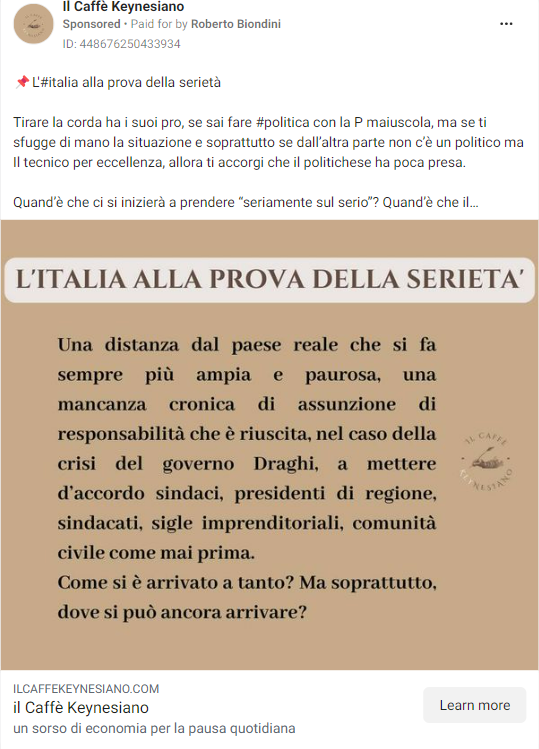 Il Caffè Keynesiano
Sponsored • Paid for by Roberto Biondini
ID: 448676250433934
📌 L'#italia alla prova della serietà
Tirare la corda ha i suoi pro, se sai fare #politica con la P maiuscola, ma se ti
sfugge di mano la situazione e soprattutto se dall'altra parte non c'è un politico ma
Il tecnico per eccellenza, allora ti accorgi che il politichese ha poca presa.
Quand'è che ci si inizierà a prendere “seriamente sul serio”? Quand'è che il...
L'ITALIA ALLA PROVA DELLA SERIETA'
Una distanza dal paese reale che si fa
sempre più ampia e paurosa, una
mancanza cronica di assunzione di
responsabilità che è riuscita, nel caso della
crisi del governo Draghi, a mettere
d'accordo sindaci, presidenti di regione,
sindacati, sigle imprenditoriali, comunità
civile come mai prima.
Come si è arrivato a tanto? Ma soprattutto,
dove si può ancora arrivare?
IL CAFFÈ
KEYNESIANO
ILCAFFEKEYNESIANO.COM
il Caffè Keynesiano
un sorso di economia per la pausa quotidiana
Learn more